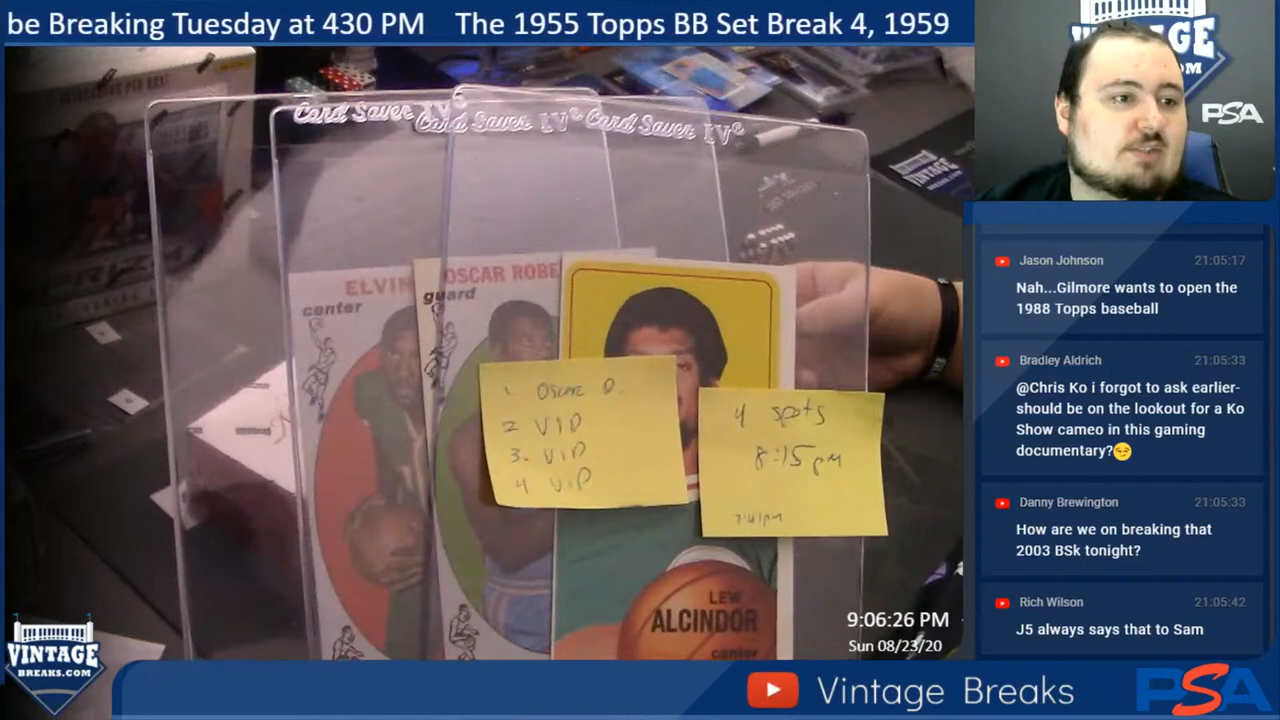 be Breaking Tuesday at 430 PM The 1955 Topps BB Set Break 4, 1959
VINTAGE
PSA
Card Saver IV® Card Saver IV® Card Saver IV®
ELVIN
center
OSCAR ROBE
guard
1. Oscar D.
2 VIP
3. VIP
4 VIP
4 spots
8:15pm
7:41pm
LEW
ALCINDOR
center
9:06:26 PM
Sun 08/23/20
Jason Johnson 21:05:17
Nah...Gilmore wants to open the
1988 Topps baseball
Bradley Aldrich 21:05:33
@Chris Ko i forgot to ask earlier-
should be on the lookout for a Ko
Show cameo in this gaming
documentary?😏
Danny Brewington 21:05:33
How are we on breaking that
2003 BSk tonight?
Rich Wilson 21:05:42
J5 always says that to Sam
VINTAGE
BREAKS.COM
Vintage Breaks
PSA